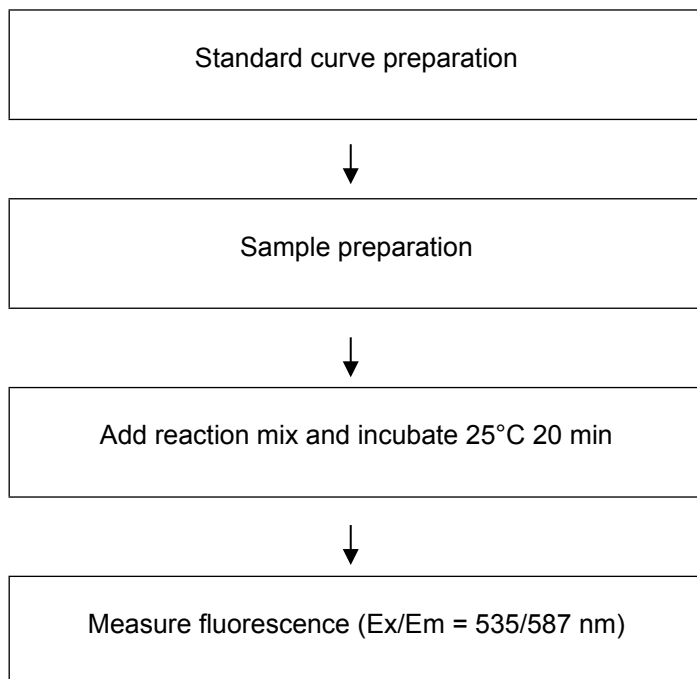 Standard curve preparation
Sample preparation
Add reaction mix and incubate 25°C 20 min
Measure fluorescence (Ex/Em = 535/587 nm)